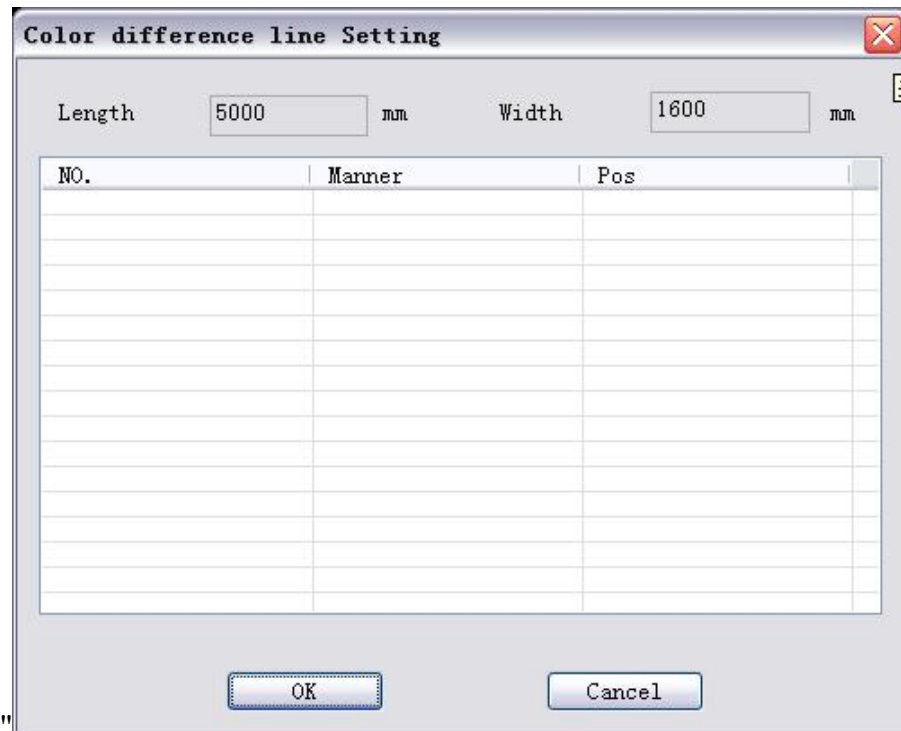 Color difference line Setting
Length 5000 mm Width 1600 mm
NO. Manner Pos
OK Cancel
"